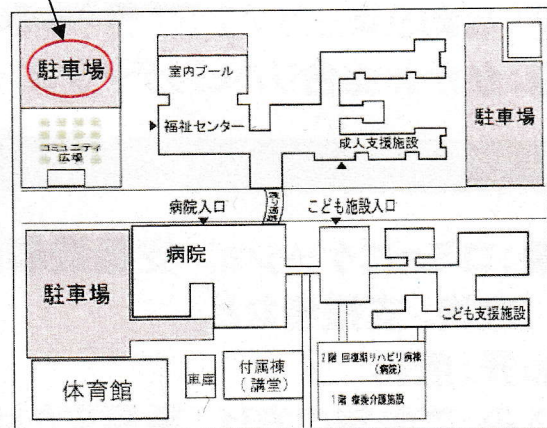 駐車場
室内プール
福祉センター
成人支援施設
駐車場
コミュニティ
広場
病院入口
渡り通路
こども施設入口
病院
駐車場
こども支援施設
体育館
車庫
付属棟
(講堂)
2階 回復期リハビリ病棟
(病院)
1階 療養介護施設